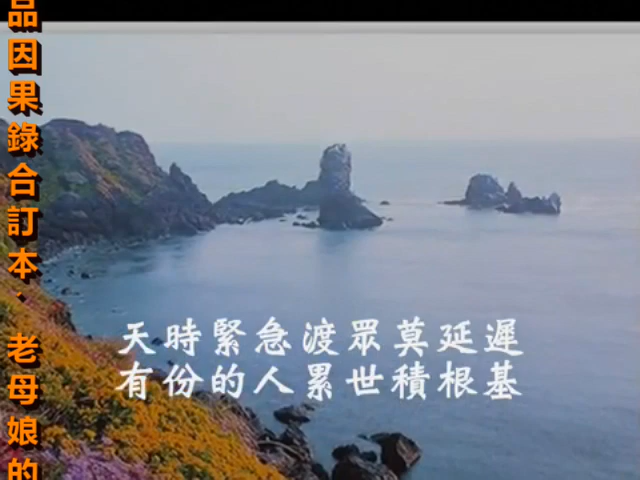 品因果錄合訂本．老母娘的
天時緊急渡眾莫延遲
有份的人累世積根基